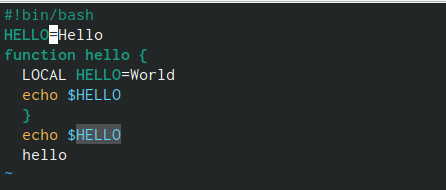 #!bin/bash
HELLO=Hello
function hello {
  LOCAL HELLO=World
  echo $HELLO
  }
  echo $HELLO
  hello
~